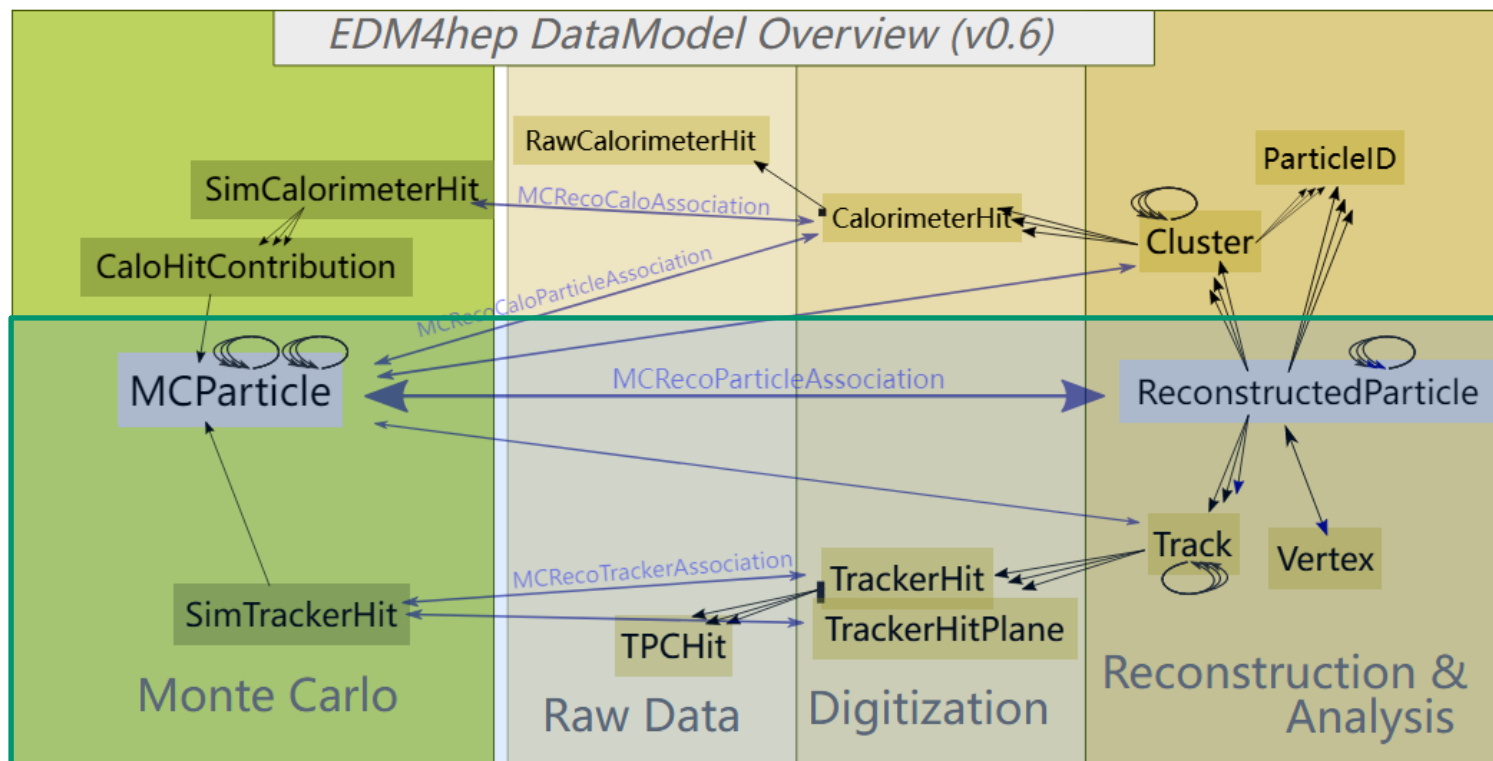 EDM4hep DataModel Overview (v0.6)
RawCalorimeterHit
ParticleID
SimCalorimeterHit
MCRecoCaloAssociation
CalorimeterHit
Cluster
CaloHitContribution
MCRecoCaloParticleAssociation
MCParticle
MCRecoParticleAssociation
ReconstructedParticle
Track
Vertex
MCRecoTrackerAssociation
TrackerHit
SimTrackerHit
TrackerHitPlane
TPCHit
Monte Carlo
Raw Data
Digitization
Reconstruction &
Analysis